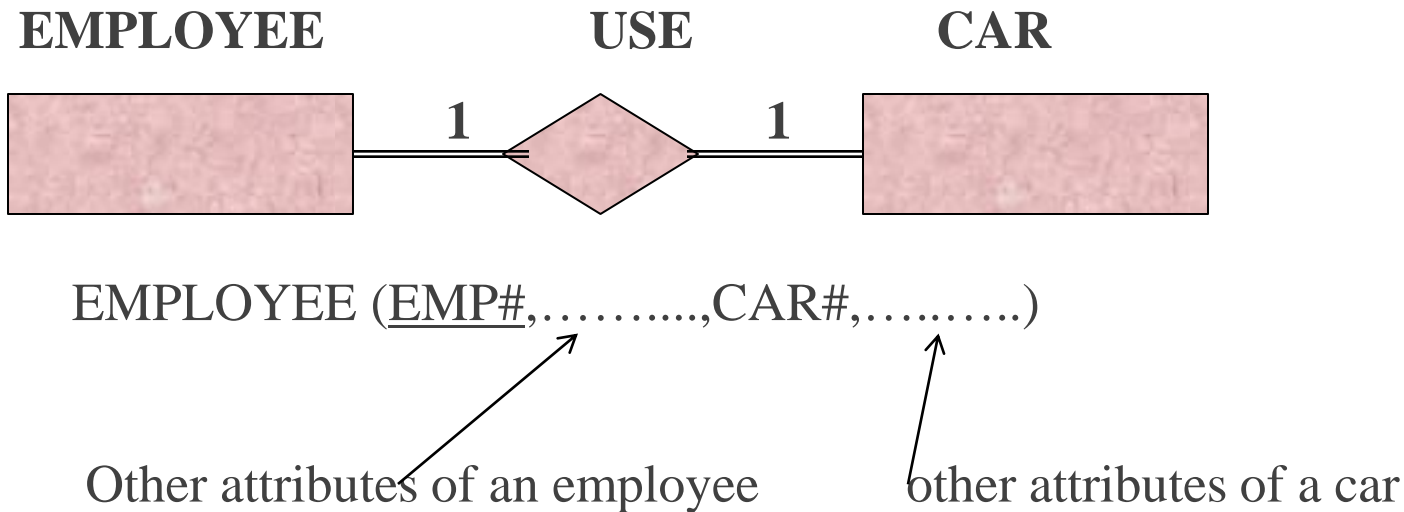 EMPLOYEE USE CAR
1 1
EMPLOYEE (EMP#,……....,CAR#,…..…..)
Other attributes of an employee other attributes of a car